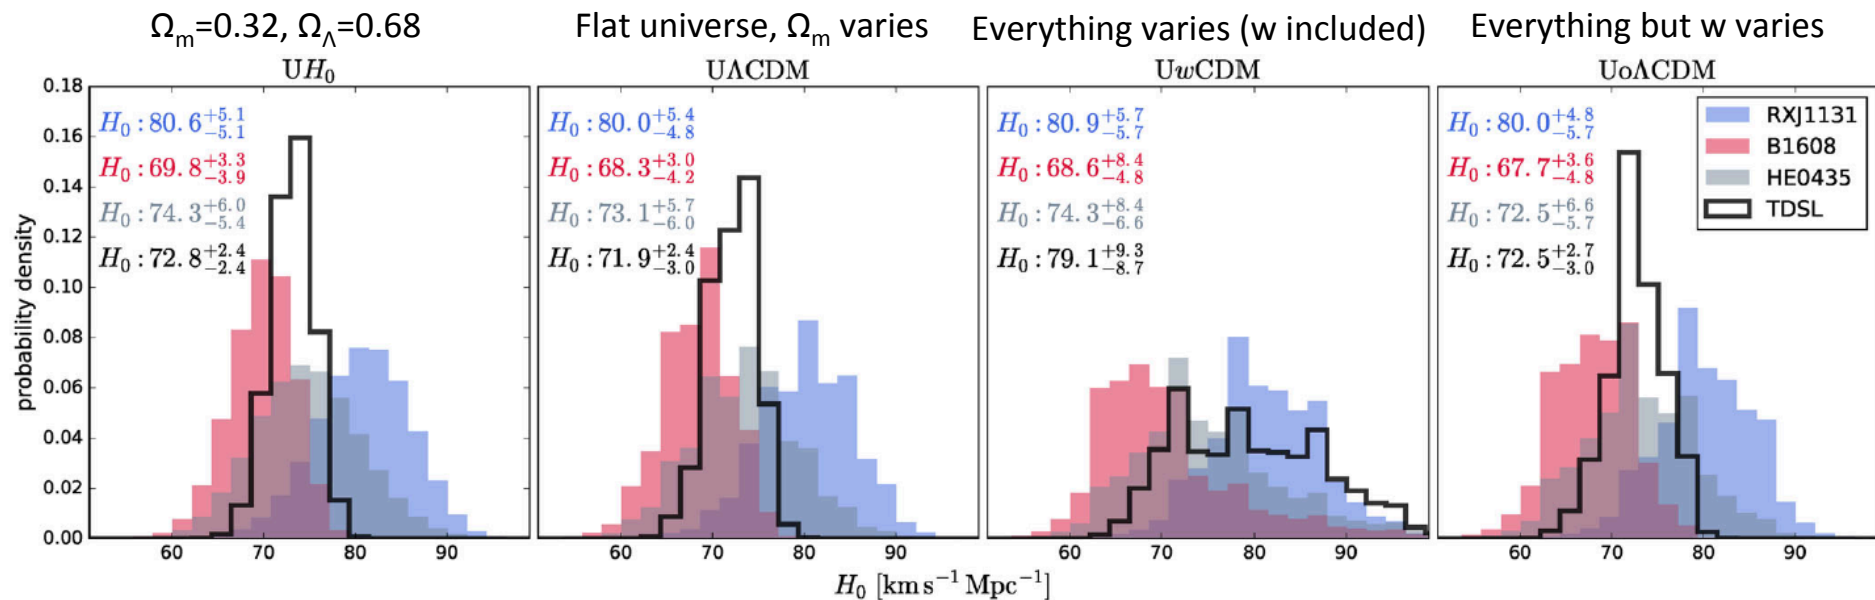 Ωm=0.32, ΩΛ=0.68
Flat universe, Ωm varies
Everything varies (w included)
Everything but w varies
UH₀
UΛCDM
UwCDM
UoΛCDM
probability density
0.18
0.16
0.14
0.12
0.10
0.08
0.06
0.04
0.02
0.00
H₀ : 80.6 +5.1 −5.1
H₀ : 69.8 +3.3 −3.9
H₀ : 74.3 +6.0 −5.4
H₀ : 72.8 +2.4 −2.4
H₀ : 80.0 +5.4 −4.8
H₀ : 68.3 +3.0 −4.2
H₀ : 73.1 +5.7 −6.0
H₀ : 71.9 +2.4 −3.0
H₀ : 80.9 +5.7 −5.7
H₀ : 68.6 +8.4 −4.8
H₀ : 74.3 +8.4 −6.6
H₀ : 79.1 +9.3 −8.7
H₀ : 80.0 +4.8 −5.7
H₀ : 67.7 +3.6 −4.8
H₀ : 72.5 +6.6 −5.7
H₀ : 72.5 +2.7 −3.0
RXJ1131
B1608
HE0435
TDSL
60 70 80 90
60 70 80 90
60 70 80 90
60 70 80 90
H₀ [km s⁻¹ Mpc⁻¹]